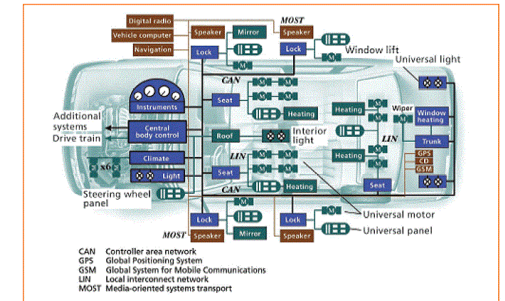 Digital radio
Vehicle computer
Navigation
Speaker
Mirror
MOST
Speaker
Lock
Lock
Window lift
Universal light
CAN
Instruments
Seat
Heating
Heating
Wiper
Window heating
Additional systems
Drive train
Central body control
Roof
Interior light
LIN
Trunk
Climate
LIN
Heating
GPS
CD
GSM
x6
Light
Seat
Heating
Seat
Steering wheel panel
CAN
Lock
Lock
Universal motor
MOST
Speaker
Mirror
Speaker
Universal panel
CAN Controller area network
GPS Global Positioning System
GSM Global System for Mobile Communications
LIN Local interconnect network
MOST Media-oriented systems transport